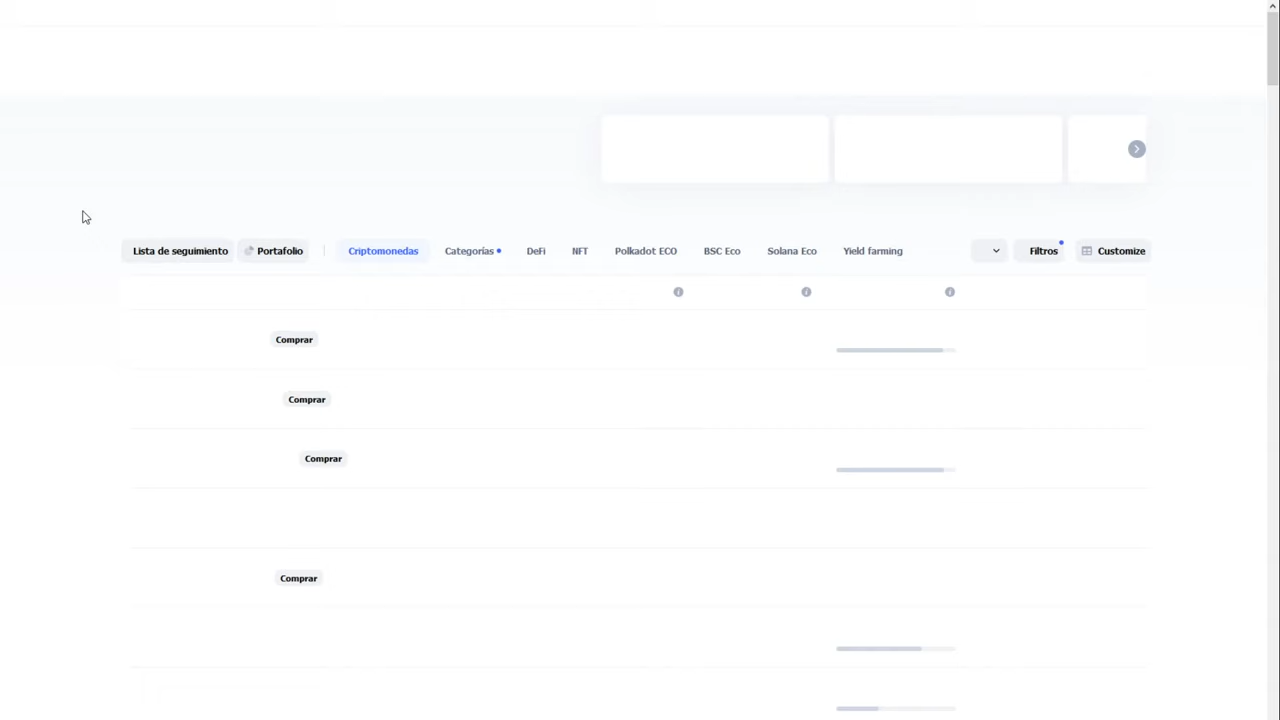 Lista de seguimiento Portafolio Criptomonedas Categorías DeFi NFT Polkadot ECO BSC Eco Solana Eco Yield farming Filtros Customize
Comprar
Comprar
Comprar
Comprar